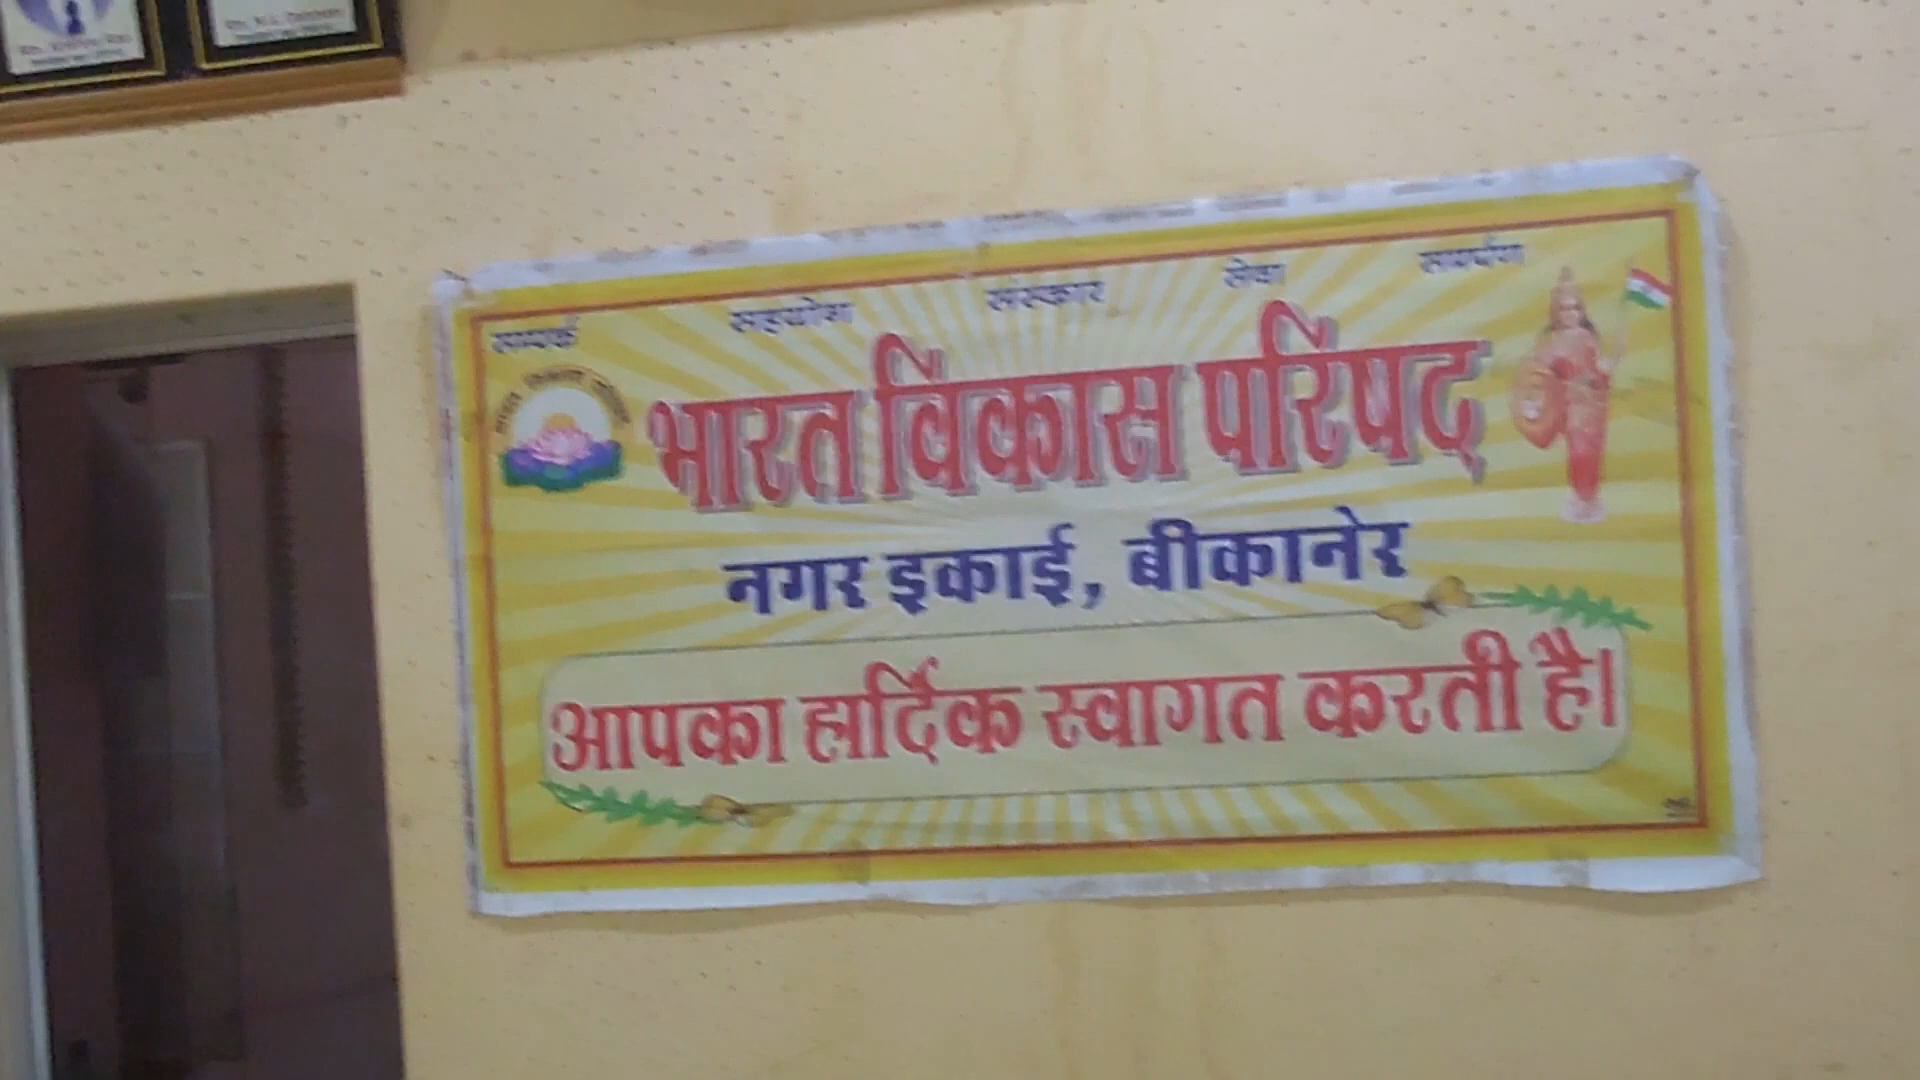 सम्पर्क सहयोग संस्कार सेवा समर्पण
भारत विकास परिषद्
नगर इकाई, बीकानेर
आपका हार्दिक स्वागत करती है।